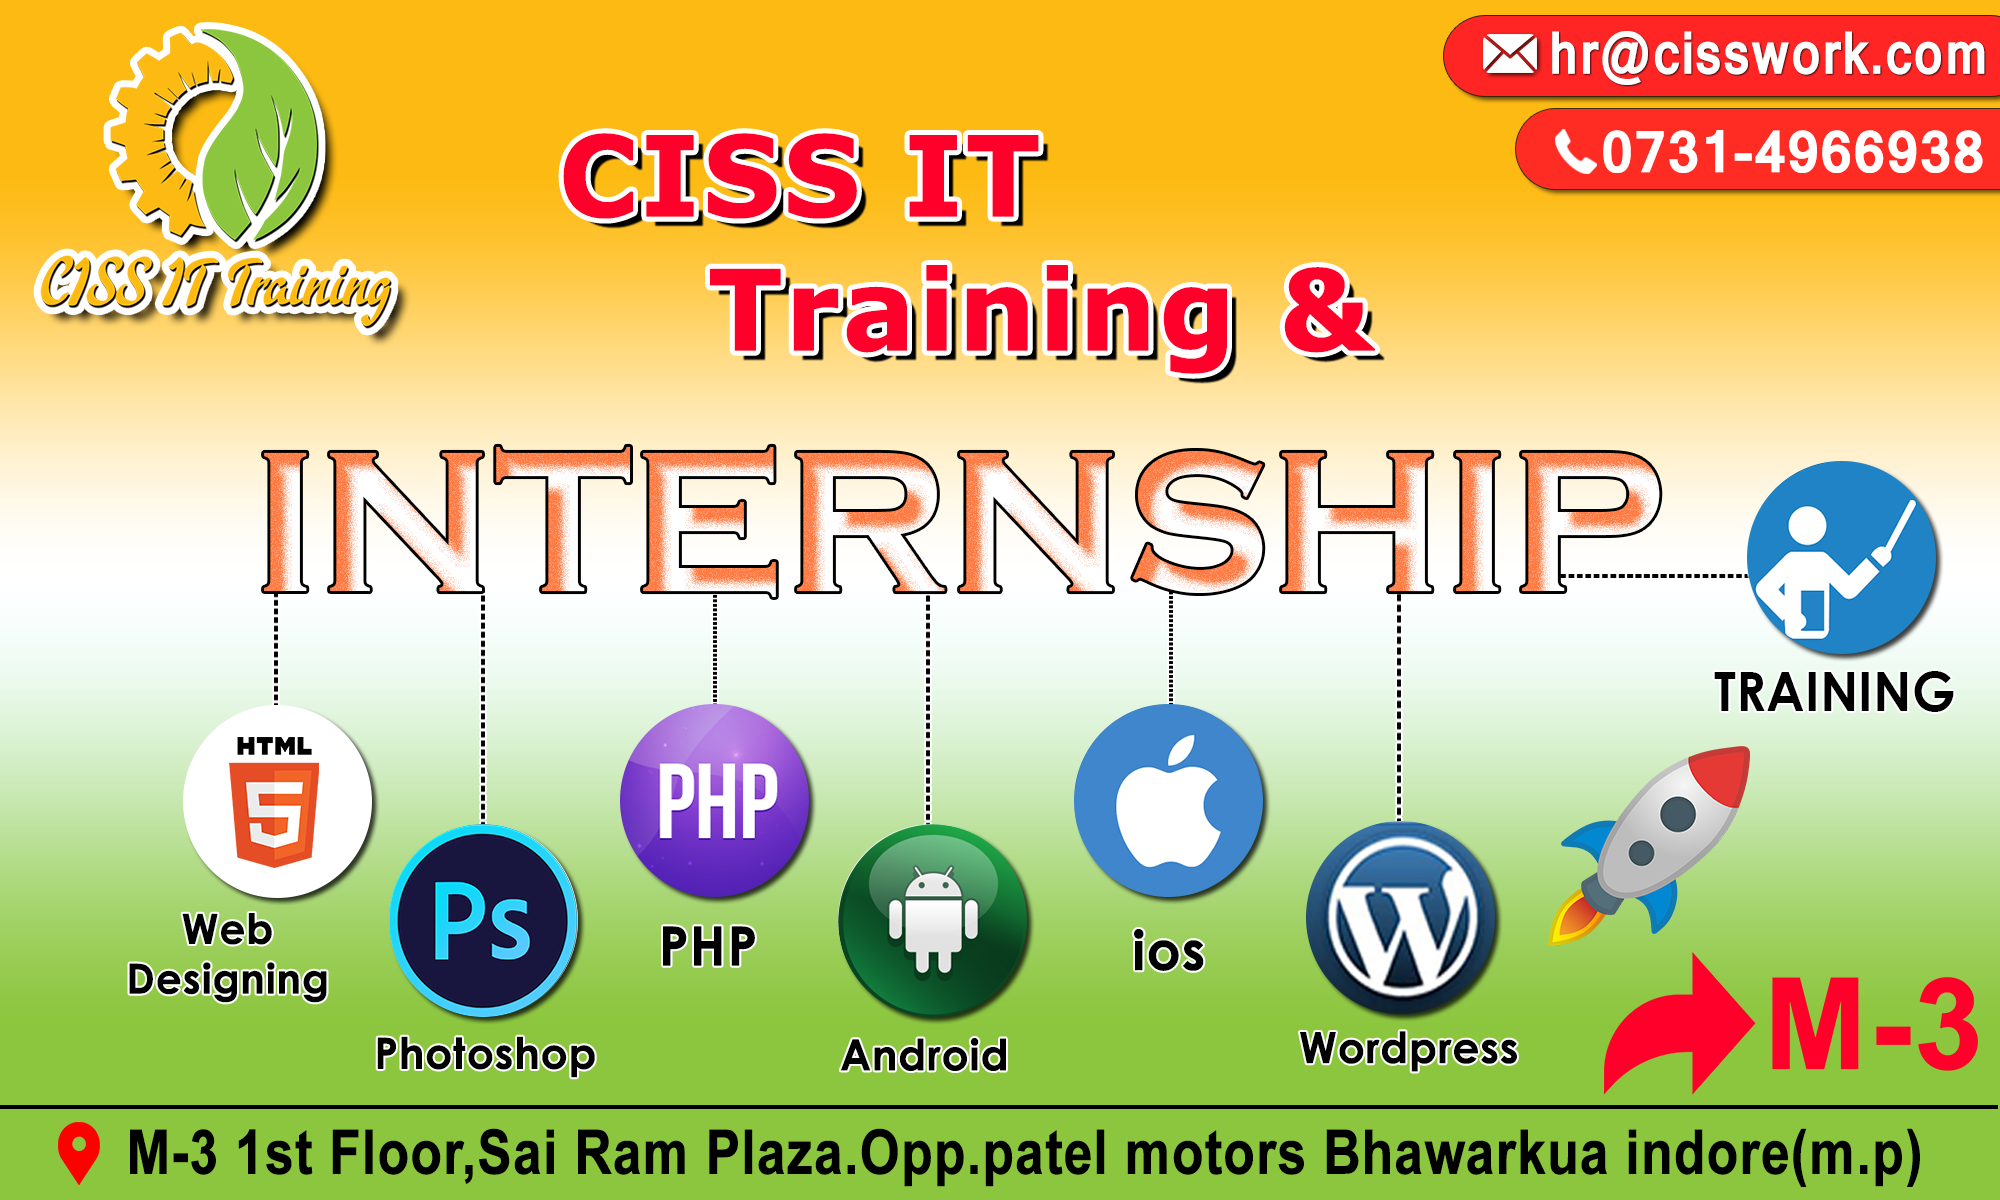 hr@cisswork.com
0731-4966938
CISS IT Training
CISS IT
Training &
INTERNSHIP
TRAINING
HTML
5
Web
Designing
Ps
Photoshop
PHP
PHP
Android
ios
W
Wordpress
M-3
M-3 1st Floor,Sai Ram Plaza.Opp.patel motors Bhawarkua indore(m.p)